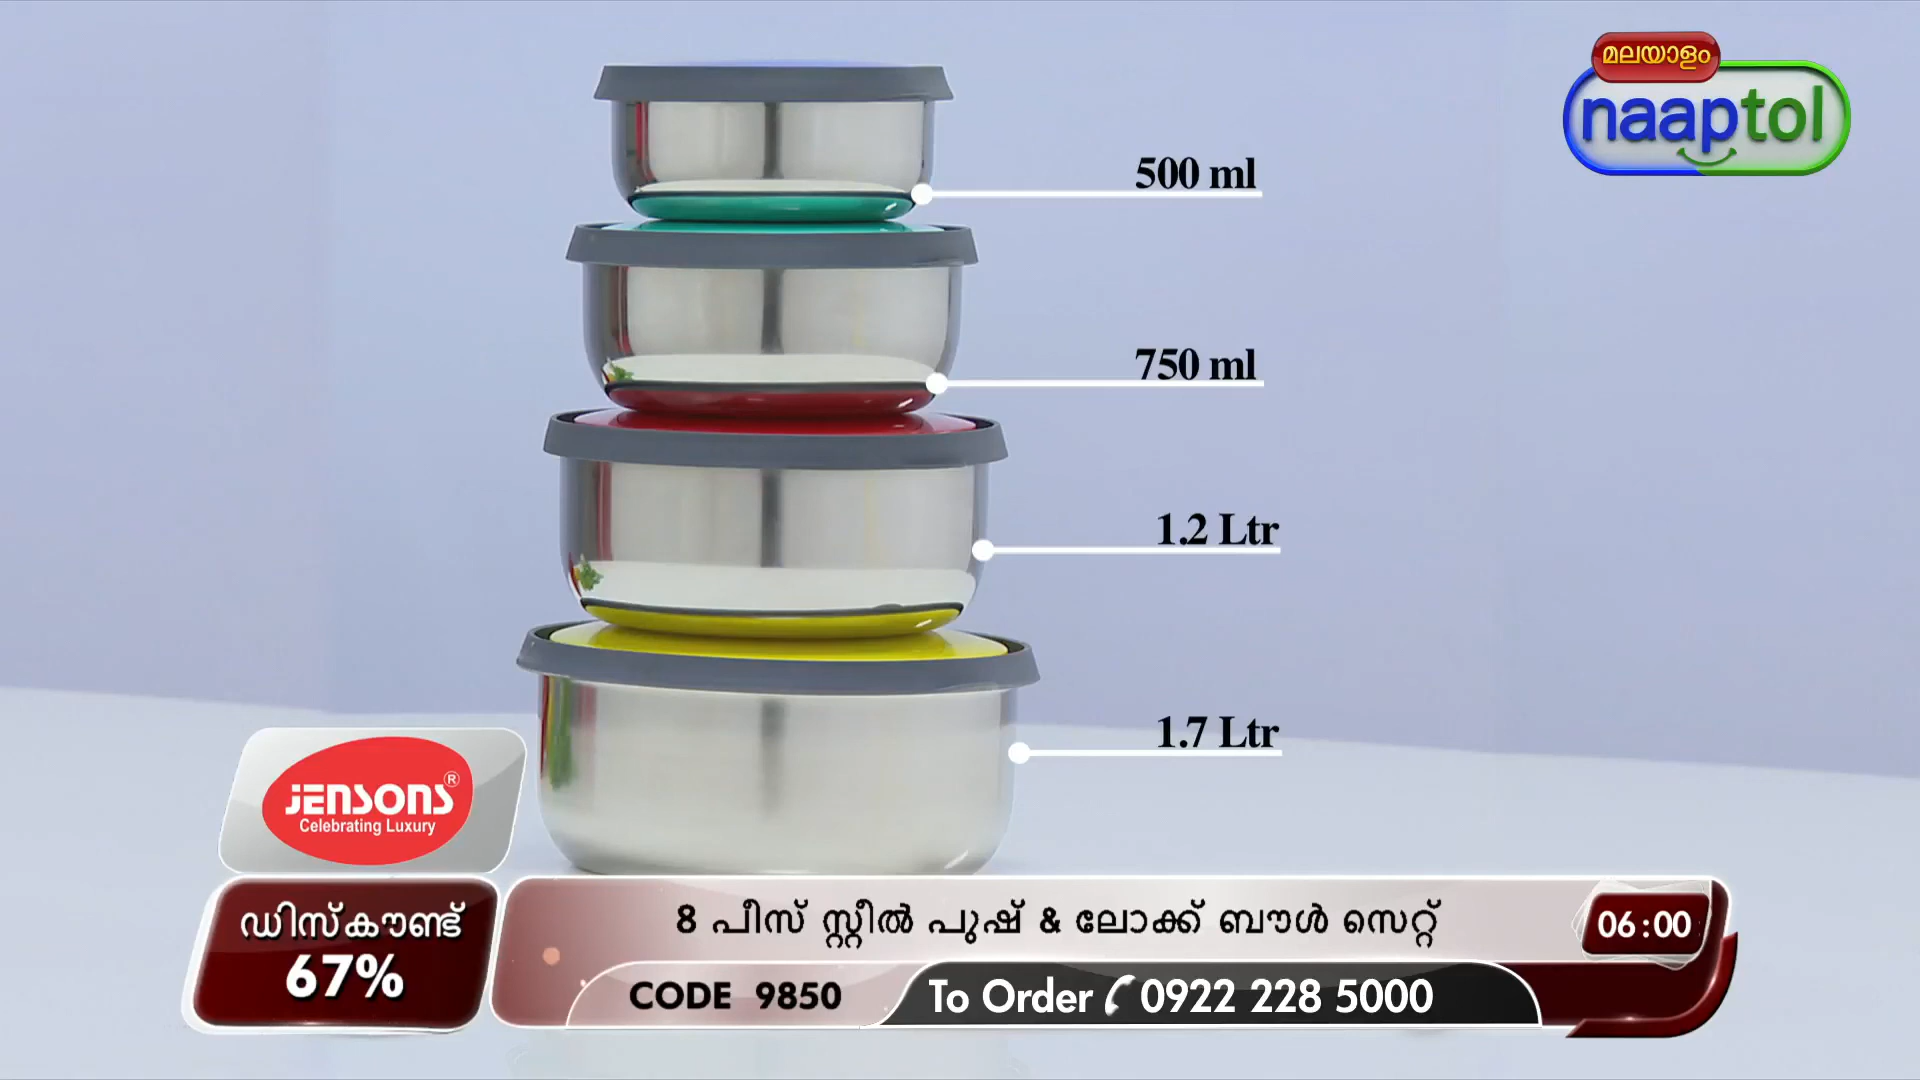 മലയാളം
naaptol
500 ml
750 ml
1.2 Ltr
1.7 Ltr
JENSONS®
Celebrating Luxury
ഡിസ്കൗണ്ട്
67%
8 പീസ് സ്റ്റീൽ പുഷ് & ലോക്ക് ബൗൾ സെറ്റ്
06:00
CODE 9850
To Order 0922 228 5000